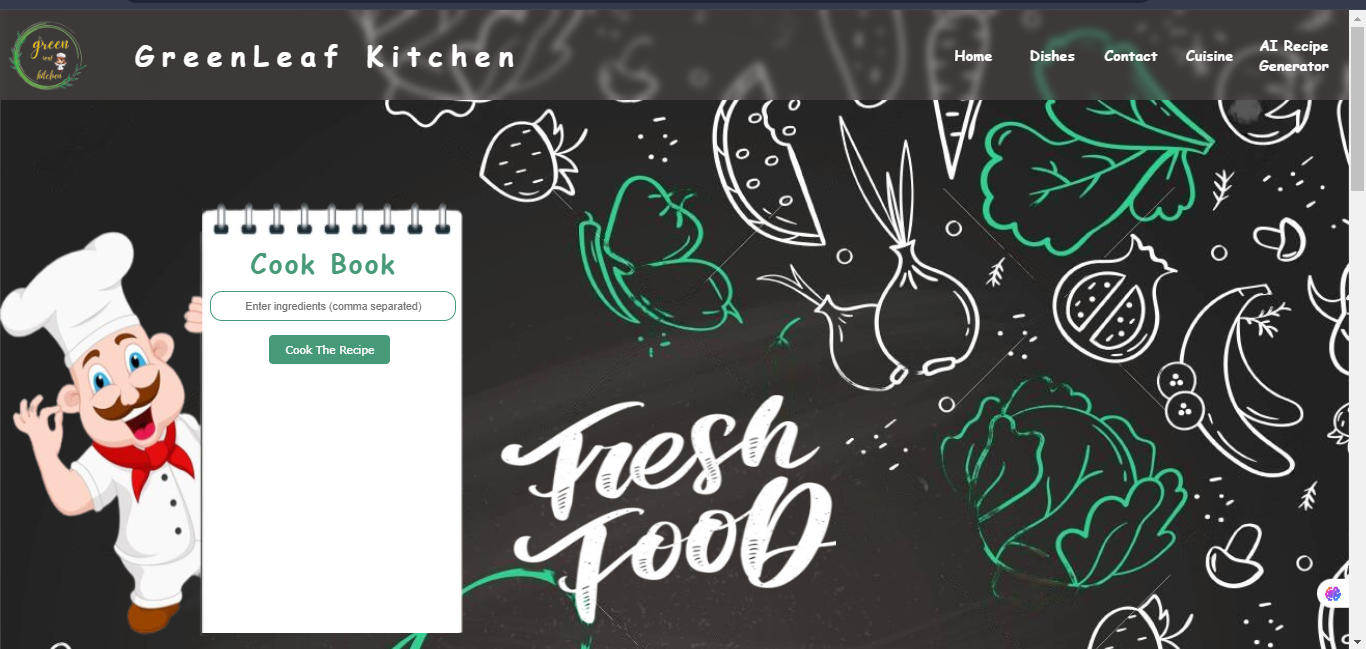 green
leaf
kitchen
GreenLeaf Kitchen
Home
Dishes
Contact
Cuisine
AI Recipe
Generator
Cook Book
Enter ingredients (comma separated)
Cook The Recipe
Fresh
Food